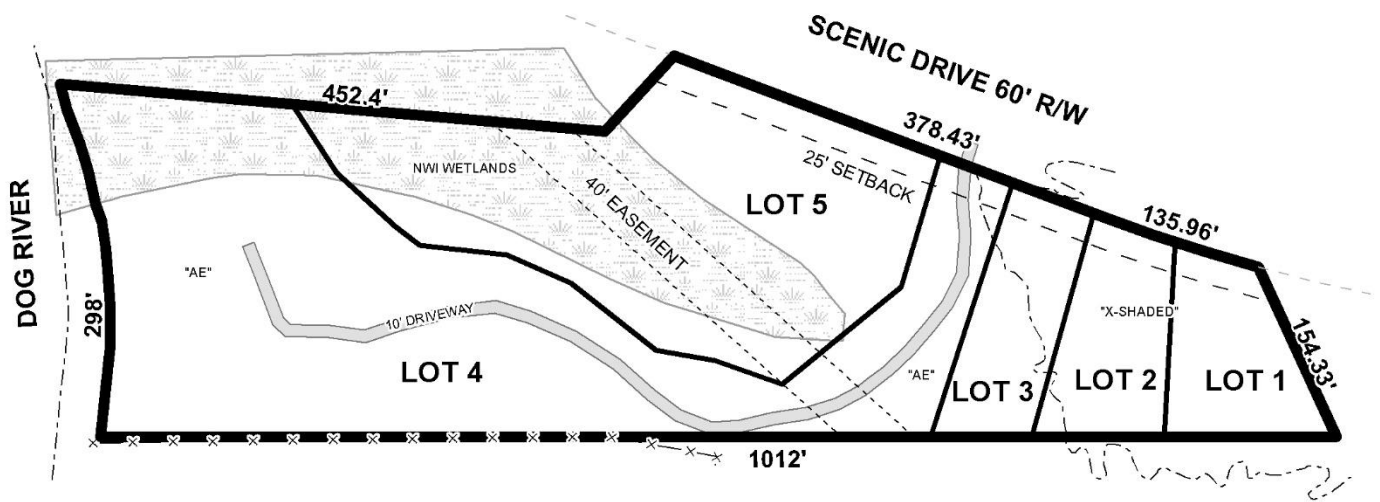 SCENIC DRIVE 60' R/W
452.4'
378.43'
25' SETBACK
NWI WETLANDS
40' EASEMENT
LOT 5
135.96'
DOG RIVER
298'
"AE"
10' DRIVEWAY
LOT 4
"AE"
LOT 3
LOT 2
"X-SHADED"
LOT 1
154.33'
1012'